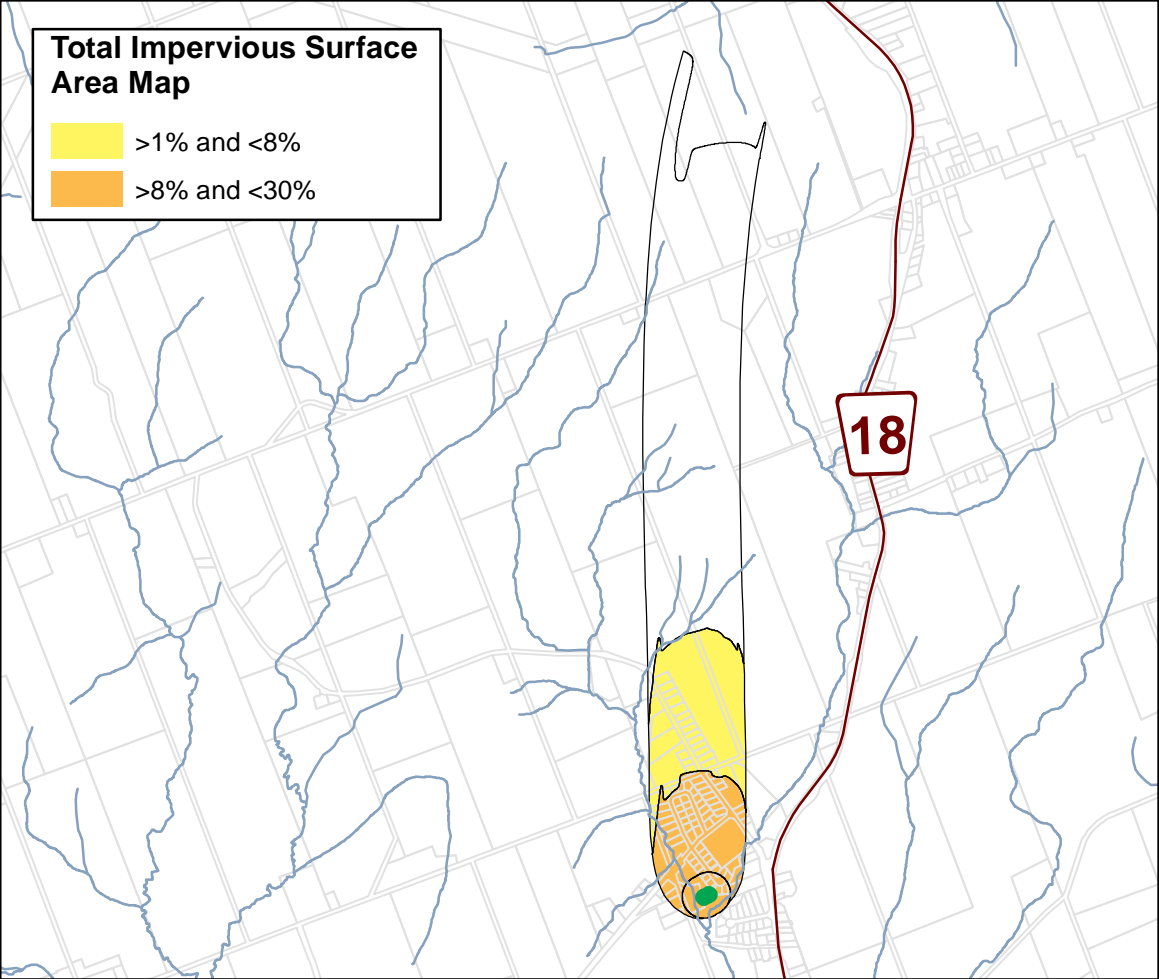 Total Impervious Surface
Area Map
>1% and <8%
>8% and <30%
18